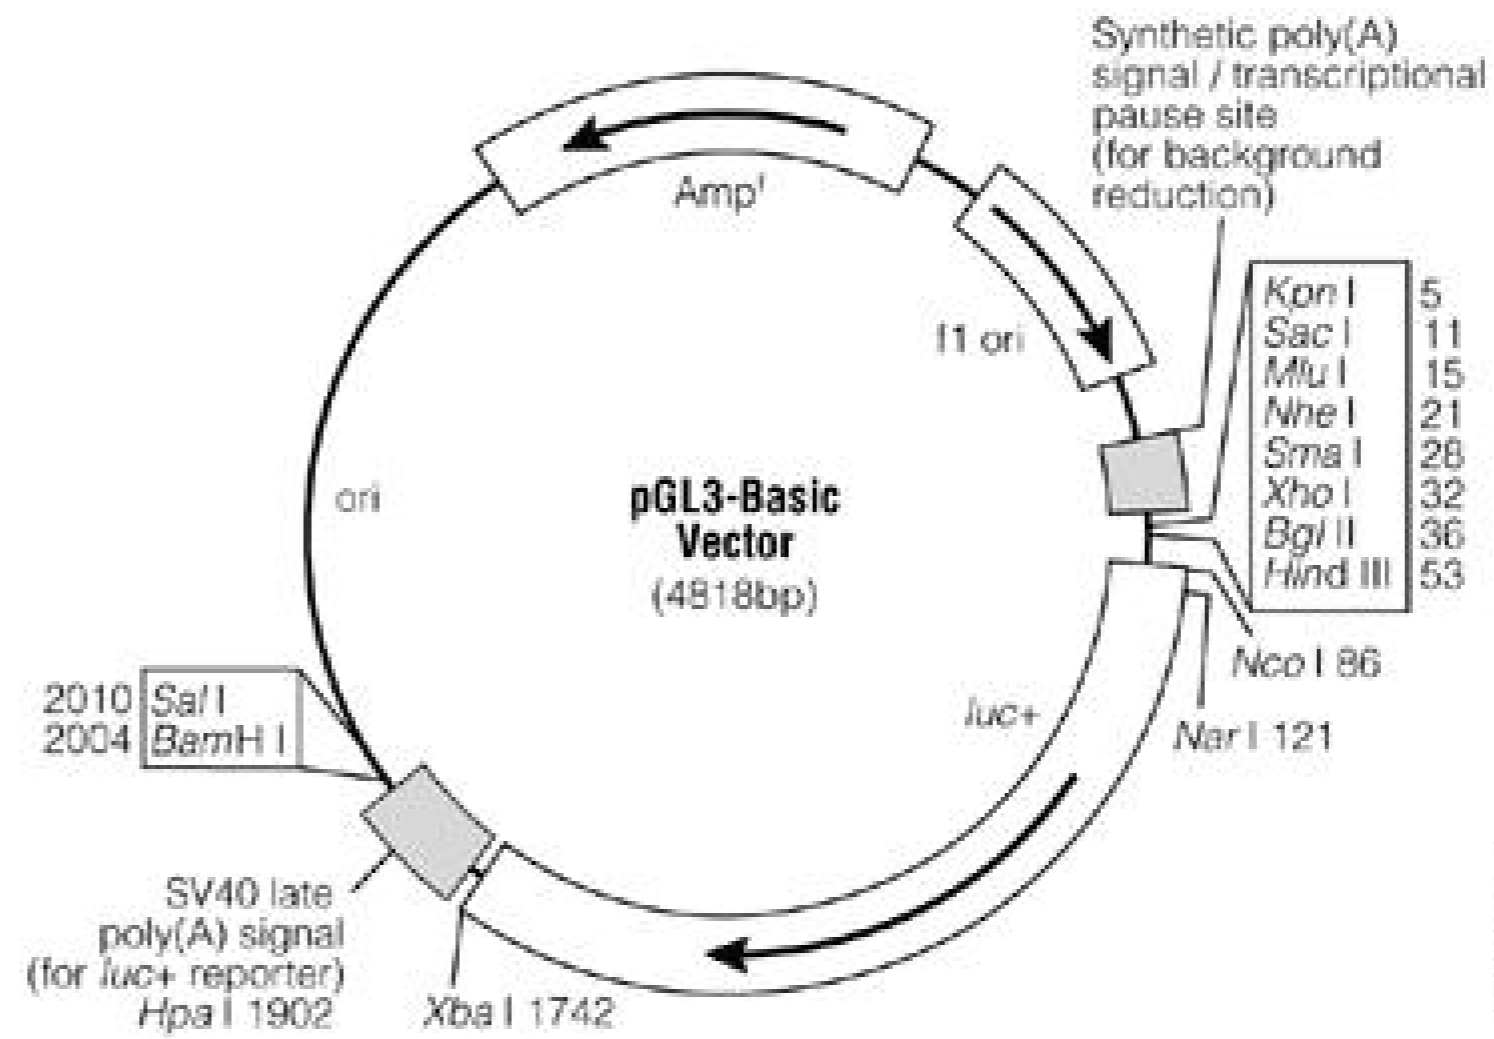 Synthetic poly(A)
signal / transcriptional
pause site
(for background
reduction)
Ampʳ
f1 ori
Kpn I 5
Sac I 11
Mlu I 15
Nhe I 21
Sma I 28
Xho I 32
Bgl II 36
Hind III 53
ori
pGL3-Basic
Vector
(4818bp)
Nco I 86
Nar I 121
luc+
2010 Sal I
2004 BamH I
SV40 late
poly(A) signal
(for luc+ reporter)
Hpa I 1902
Xba I 1742